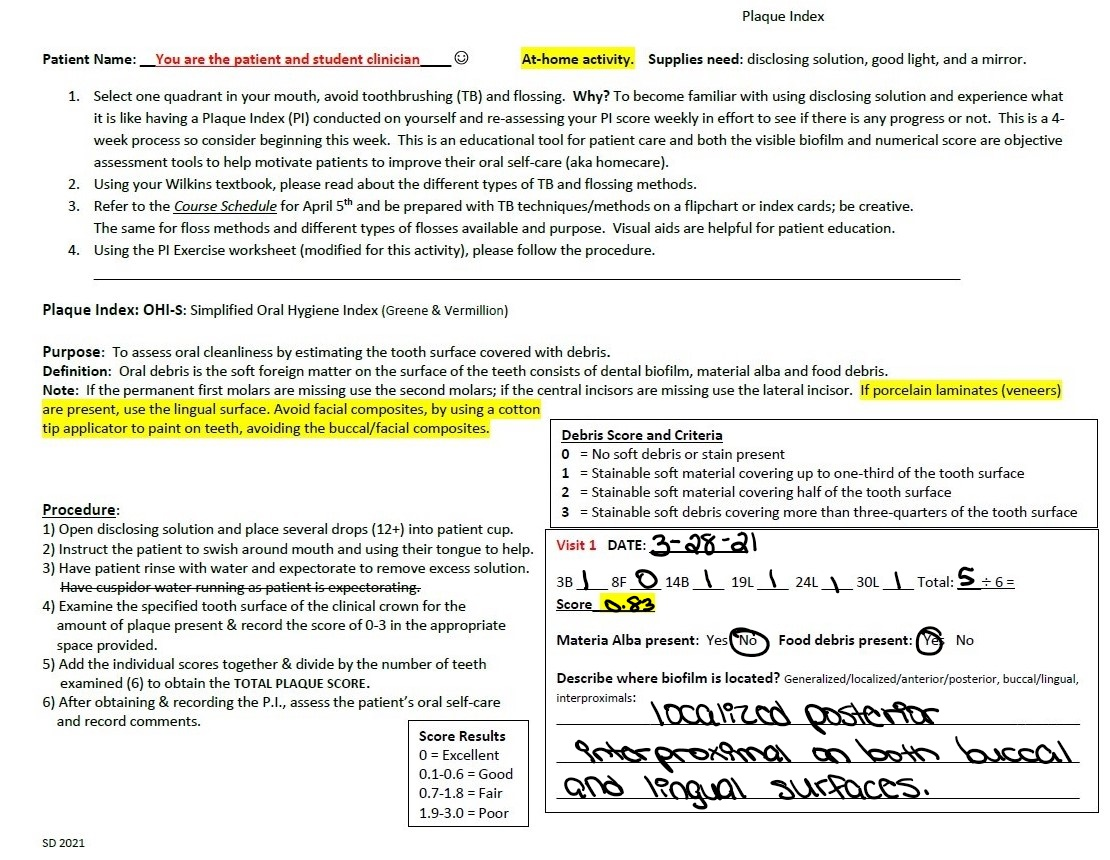 Plaque Index
Patient Name: __You are the patient and student clinician____☺ At-home activity. Supplies need: disclosing solution, good light, and a mirror.
1. Select one quadrant in your mouth, avoid toothbrushing (TB) and flossing. Why? To become familiar with using disclosing solution and experience what
it is like having a Plaque Index (PI) conducted on yourself and re-assessing your PI score weekly in effort to see if there is any progress or not. This is a 4-
week process so consider beginning this week. This is an educational tool for patient care and both the visible biofilm and numerical score are objective
assessment tools to help motivate patients to improve their oral self-care (aka homecare).
2. Using your Wilkins textbook, please read about the different types of TB and flossing methods.
3. Refer to the Course Schedule for April 5th and be prepared with TB techniques/methods on a flipchart or index cards; be creative.
The same for floss methods and different types of flosses available and purpose. Visual aids are helpful for patient education.
4. Using the PI Exercise worksheet (modified for this activity), please follow the procedure.
Plaque Index: OHI-S: Simplified Oral Hygiene Index (Greene & Vermillion)
Purpose: To assess oral cleanliness by estimating the tooth surface covered with debris.
Definition: Oral debris is the soft foreign matter on the surface of the teeth consists of dental biofilm, material alba and food debris.
Note: If the permanent first molars are missing use the second molars; if the central incisors are missing use the lateral incisor. If porcelain laminates (veneers)
are present, use the lingual surface. Avoid facial composites, by using a cotton
tip applicator to paint on teeth, avoiding the buccal/facial composites.
Debris Score and Criteria
0 = No soft debris or stain present
1 = Stainable soft material covering up to one-third of the tooth surface
2 = Stainable soft material covering half of the tooth surface
3 = Stainable soft debris covering more than three-quarters of the tooth surface
Procedure:
1) Open disclosing solution and place several drops (12+) into patient cup.
2) Instruct the patient to swish around mouth and using their tongue to help.
3) Have patient rinse with water and expectorate to remove excess solution.
Have cuspidor water running as patient is expectorating.
4) Examine the specified tooth surface of the clinical crown for the
amount of plaque present & record the score of 0-3 in the appropriate
space provided.
5) Add the individual scores together & divide by the number of teeth
examined (6) to obtain the TOTAL PLAQUE SCORE.
6) After obtaining & recording the P.I., assess the patient's oral self-care
and record comments.
Visit 1 DATE: 3-28-21
3B 1 8F 0 14B 1 19L 1 24L 1 30L 1 Total: 5 ÷ 6 =
Score 0.83
Materia Alba present: Yes No Food debris present: Yes No
Describe where biofilm is located? Generalized/localized/anterior/posterior, buccal/lingual,
interproximals: localized posterior
interproximal on both buccal
and lingual surfaces.
Score Results
0 = Excellent
0.1-0.6 = Good
0.7-1.8 = Fair
1.9-3.0 = Poor
SD 2021